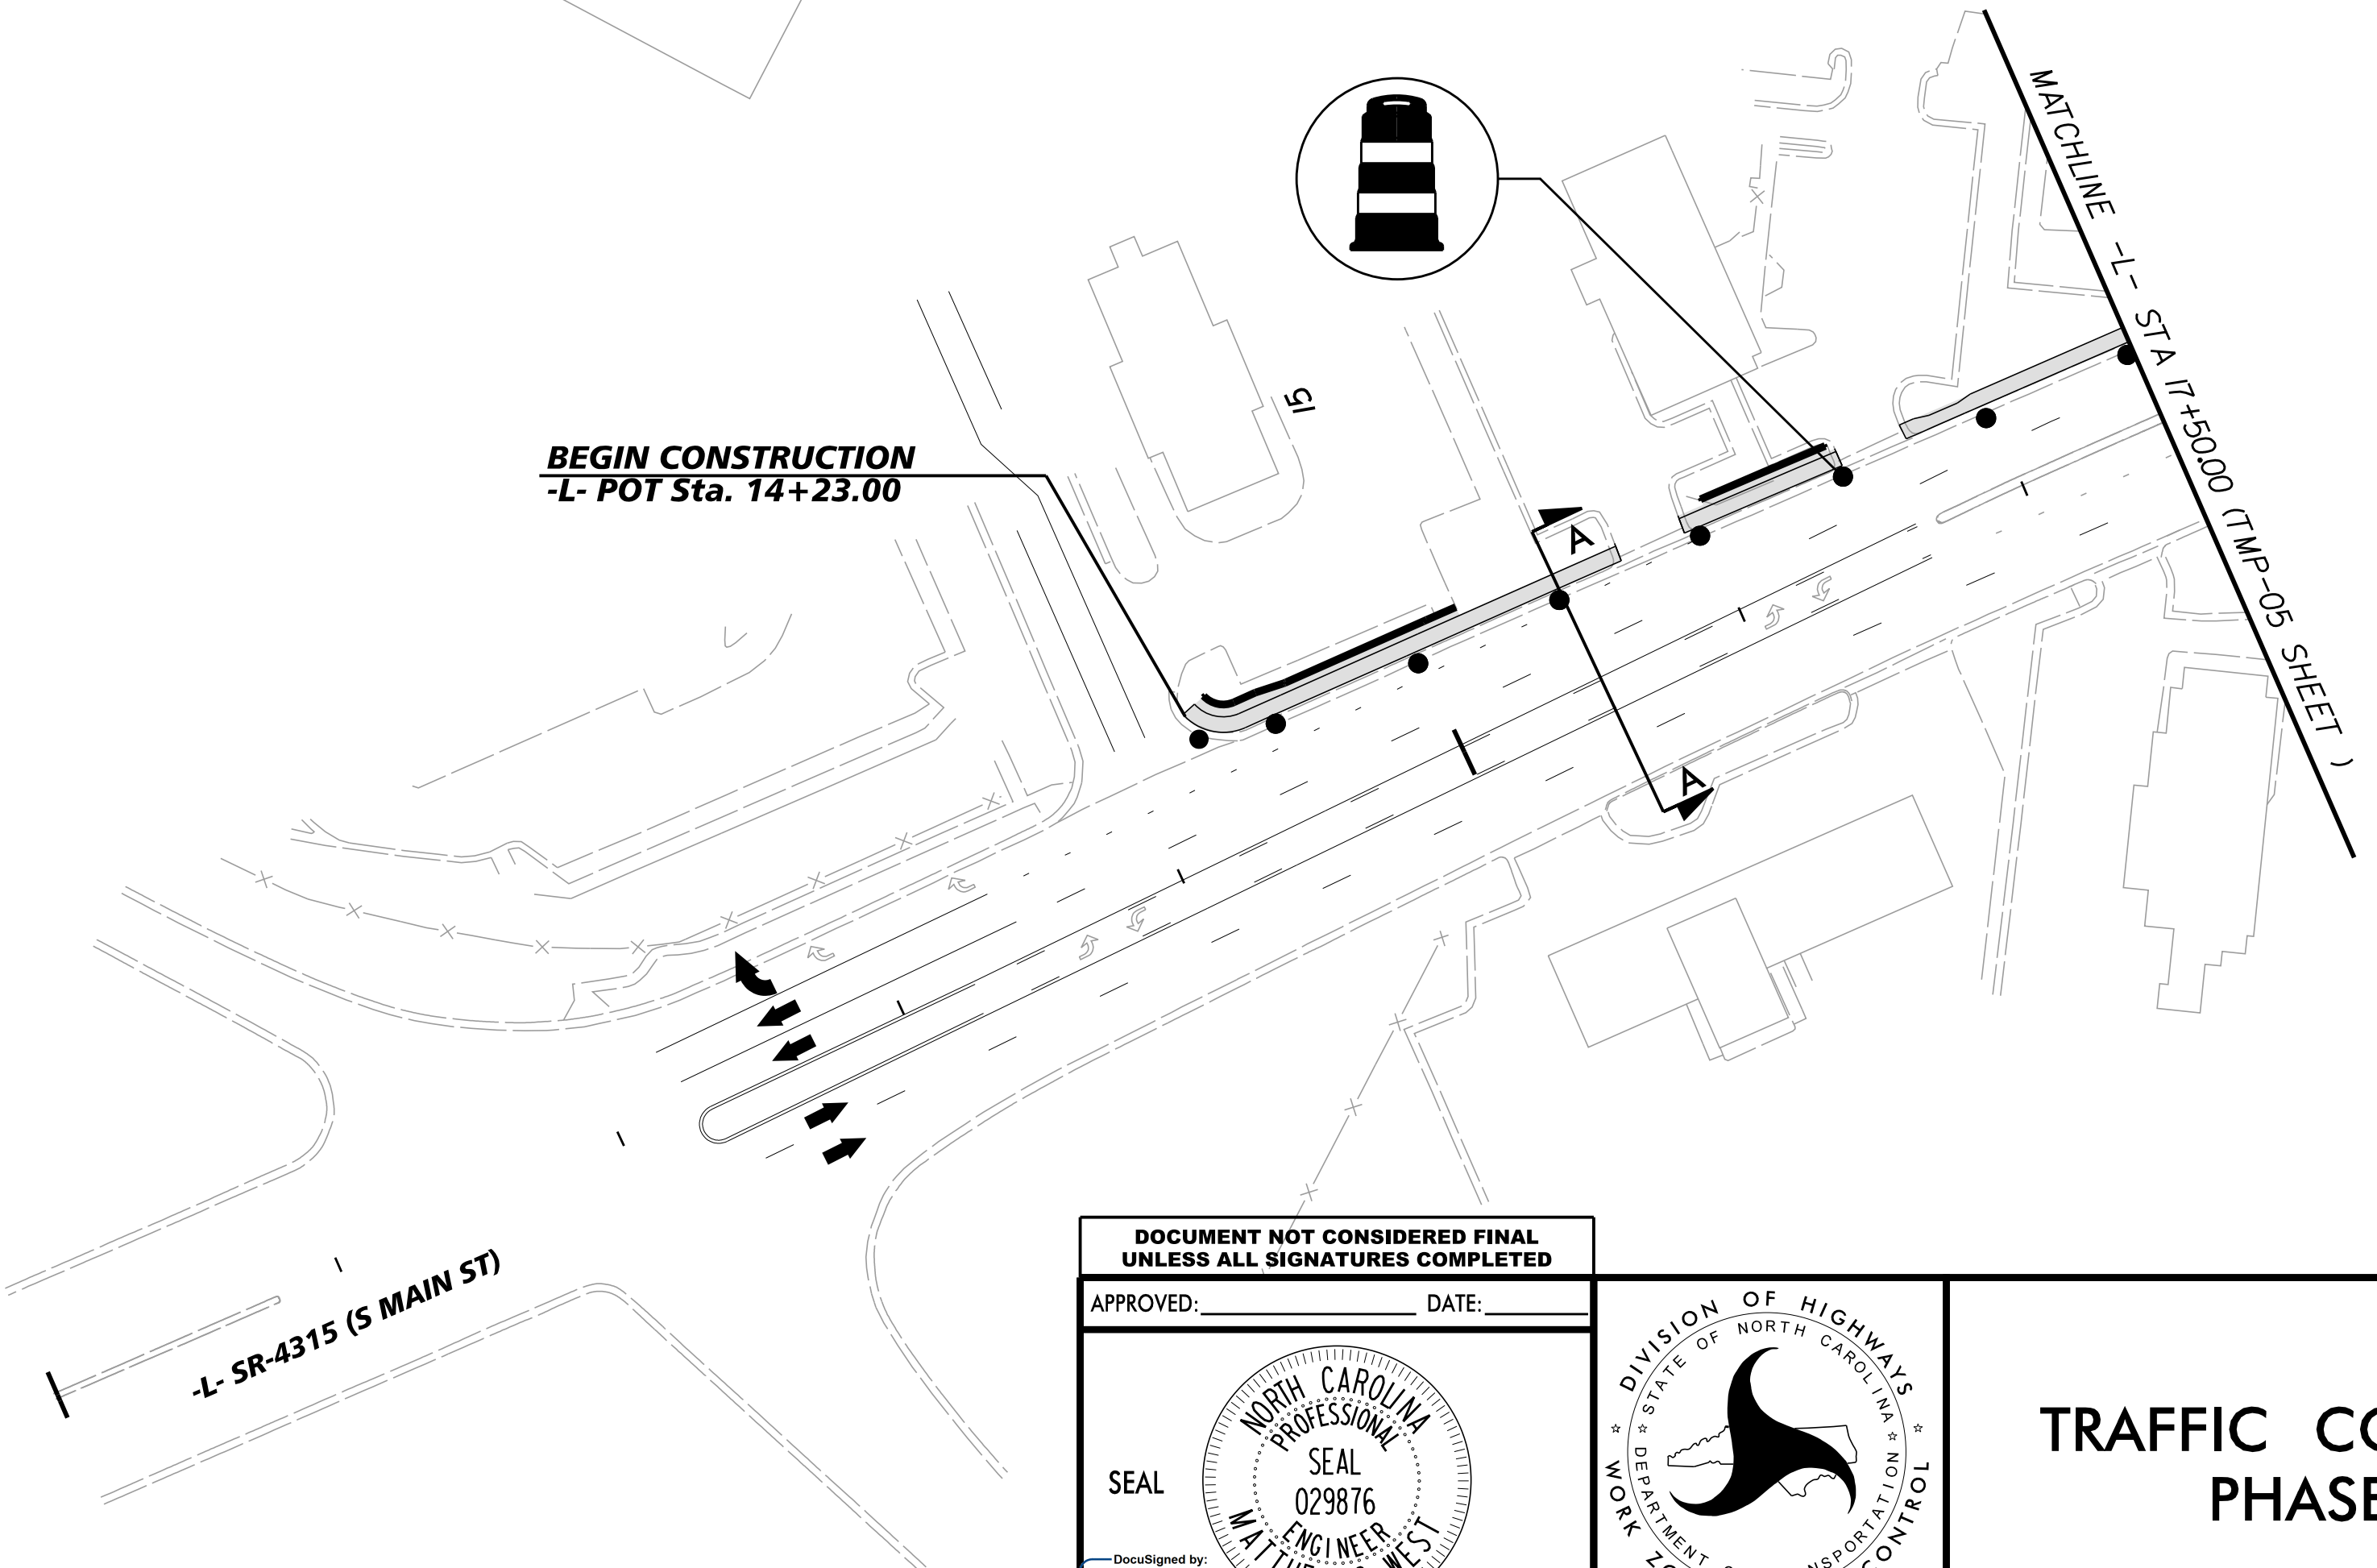 MATCHLINE -L- STA 17+50.00 (TMP-05 SHEET )
BEGIN CONSTRUCTION
-L- POT Sta. 14+23.00
15
A
A
-L- SR-4315 (S MAIN ST)
DOCUMENT NOT CONSIDERED FINAL
UNLESS ALL SIGNATURES COMPLETED
APPROVED: DATE:
SEAL
NORTH CAROLINA
PROFESSIONAL
SEAL
029876
ENGINEER
WEST
DocuSigned by:
DIVISION OF HIGHWAYS
STATE OF NORTH CAROLINA
DEPARTMENT
WORK
CONTROL
TRAFFIC
PHASE